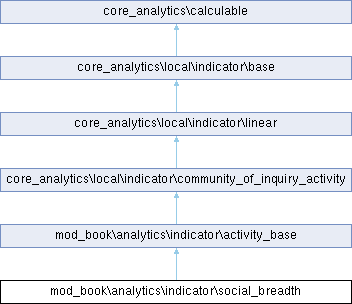 core_analytics\calculable
core_analytics\local\indicator\base
core_analytics\local\indicator\linear
core_analytics\local\indicator\community_of_inquiry_activity
mod_book\analytics\indicator\activity_base
mod_book\analytics\indicator\social_breadth